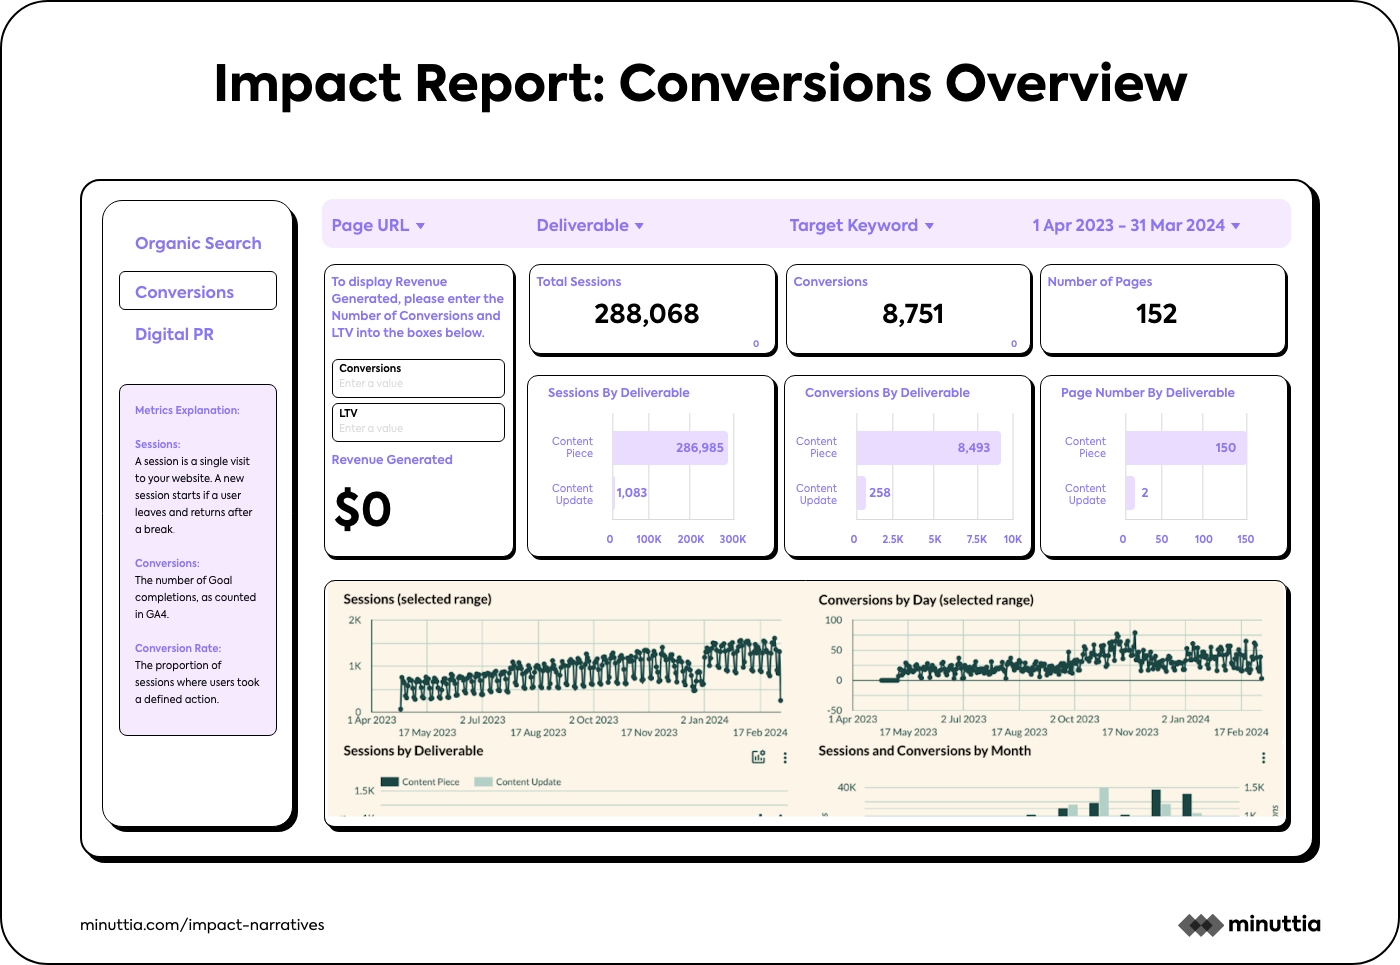 Impact Report: Conversions Overview
Organic Search
Conversions
Digital PR
Metrics Explanation:
Sessions:
A session is a single visit
to your website. A new
session starts if a user
leaves and returns after
a break.
Conversions:
The number of Goal
completions, as counted
in GA4.
Conversion Rate:
The proportion of
sessions where users took
a defined action.
Page URL
Deliverable
Target Keyword
1 Apr 2023 - 31 Mar 2024
To display Revenue
Generated, please enter the
Number of Conversions and
LTV into the boxes below.
Conversions
Enter a value
LTV
Enter a value
Revenue Generated
$0
Total Sessions
288,068
0
Conversions
8,751
0
Number of Pages
152
Sessions By Deliverable
Content
Piece
286,985
Content
Update
1,083
0 100K 200K 300K
Conversions By Deliverable
Content
Piece
8,493
Content
Update
258
0 2.5K 5K 7.5K 10K
Page Number By Deliverable
Content
Piece
150
Content
Update
2
0 50 100 150
Sessions (selected range)
2K
1K
0
1 Apr 2023 2 Jul 2023 2 Oct 2023 2 Jan 2024
17 May 2023 17 Aug 2023 17 Nov 2023 17 Feb 2024
Conversions by Day (selected range)
100
50
0
-50
1 Apr 2023 2 Jul 2023 2 Oct 2023 2 Jan 2024
17 May 2023 17 Aug 2023 17 Nov 2023 17 Feb 2024
Sessions by Deliverable
Content Piece Content Update
1.5K
Sessions and Conversions by Month
40K 1.5K
1K
minuttia.com/impact-narratives
minuttia